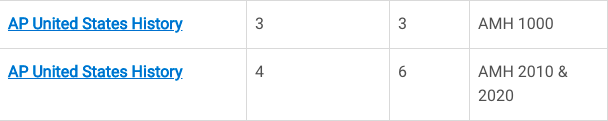 AP United States History 3 3 AMH 1000
AP United States History 4 6 AMH 2010 &
2020